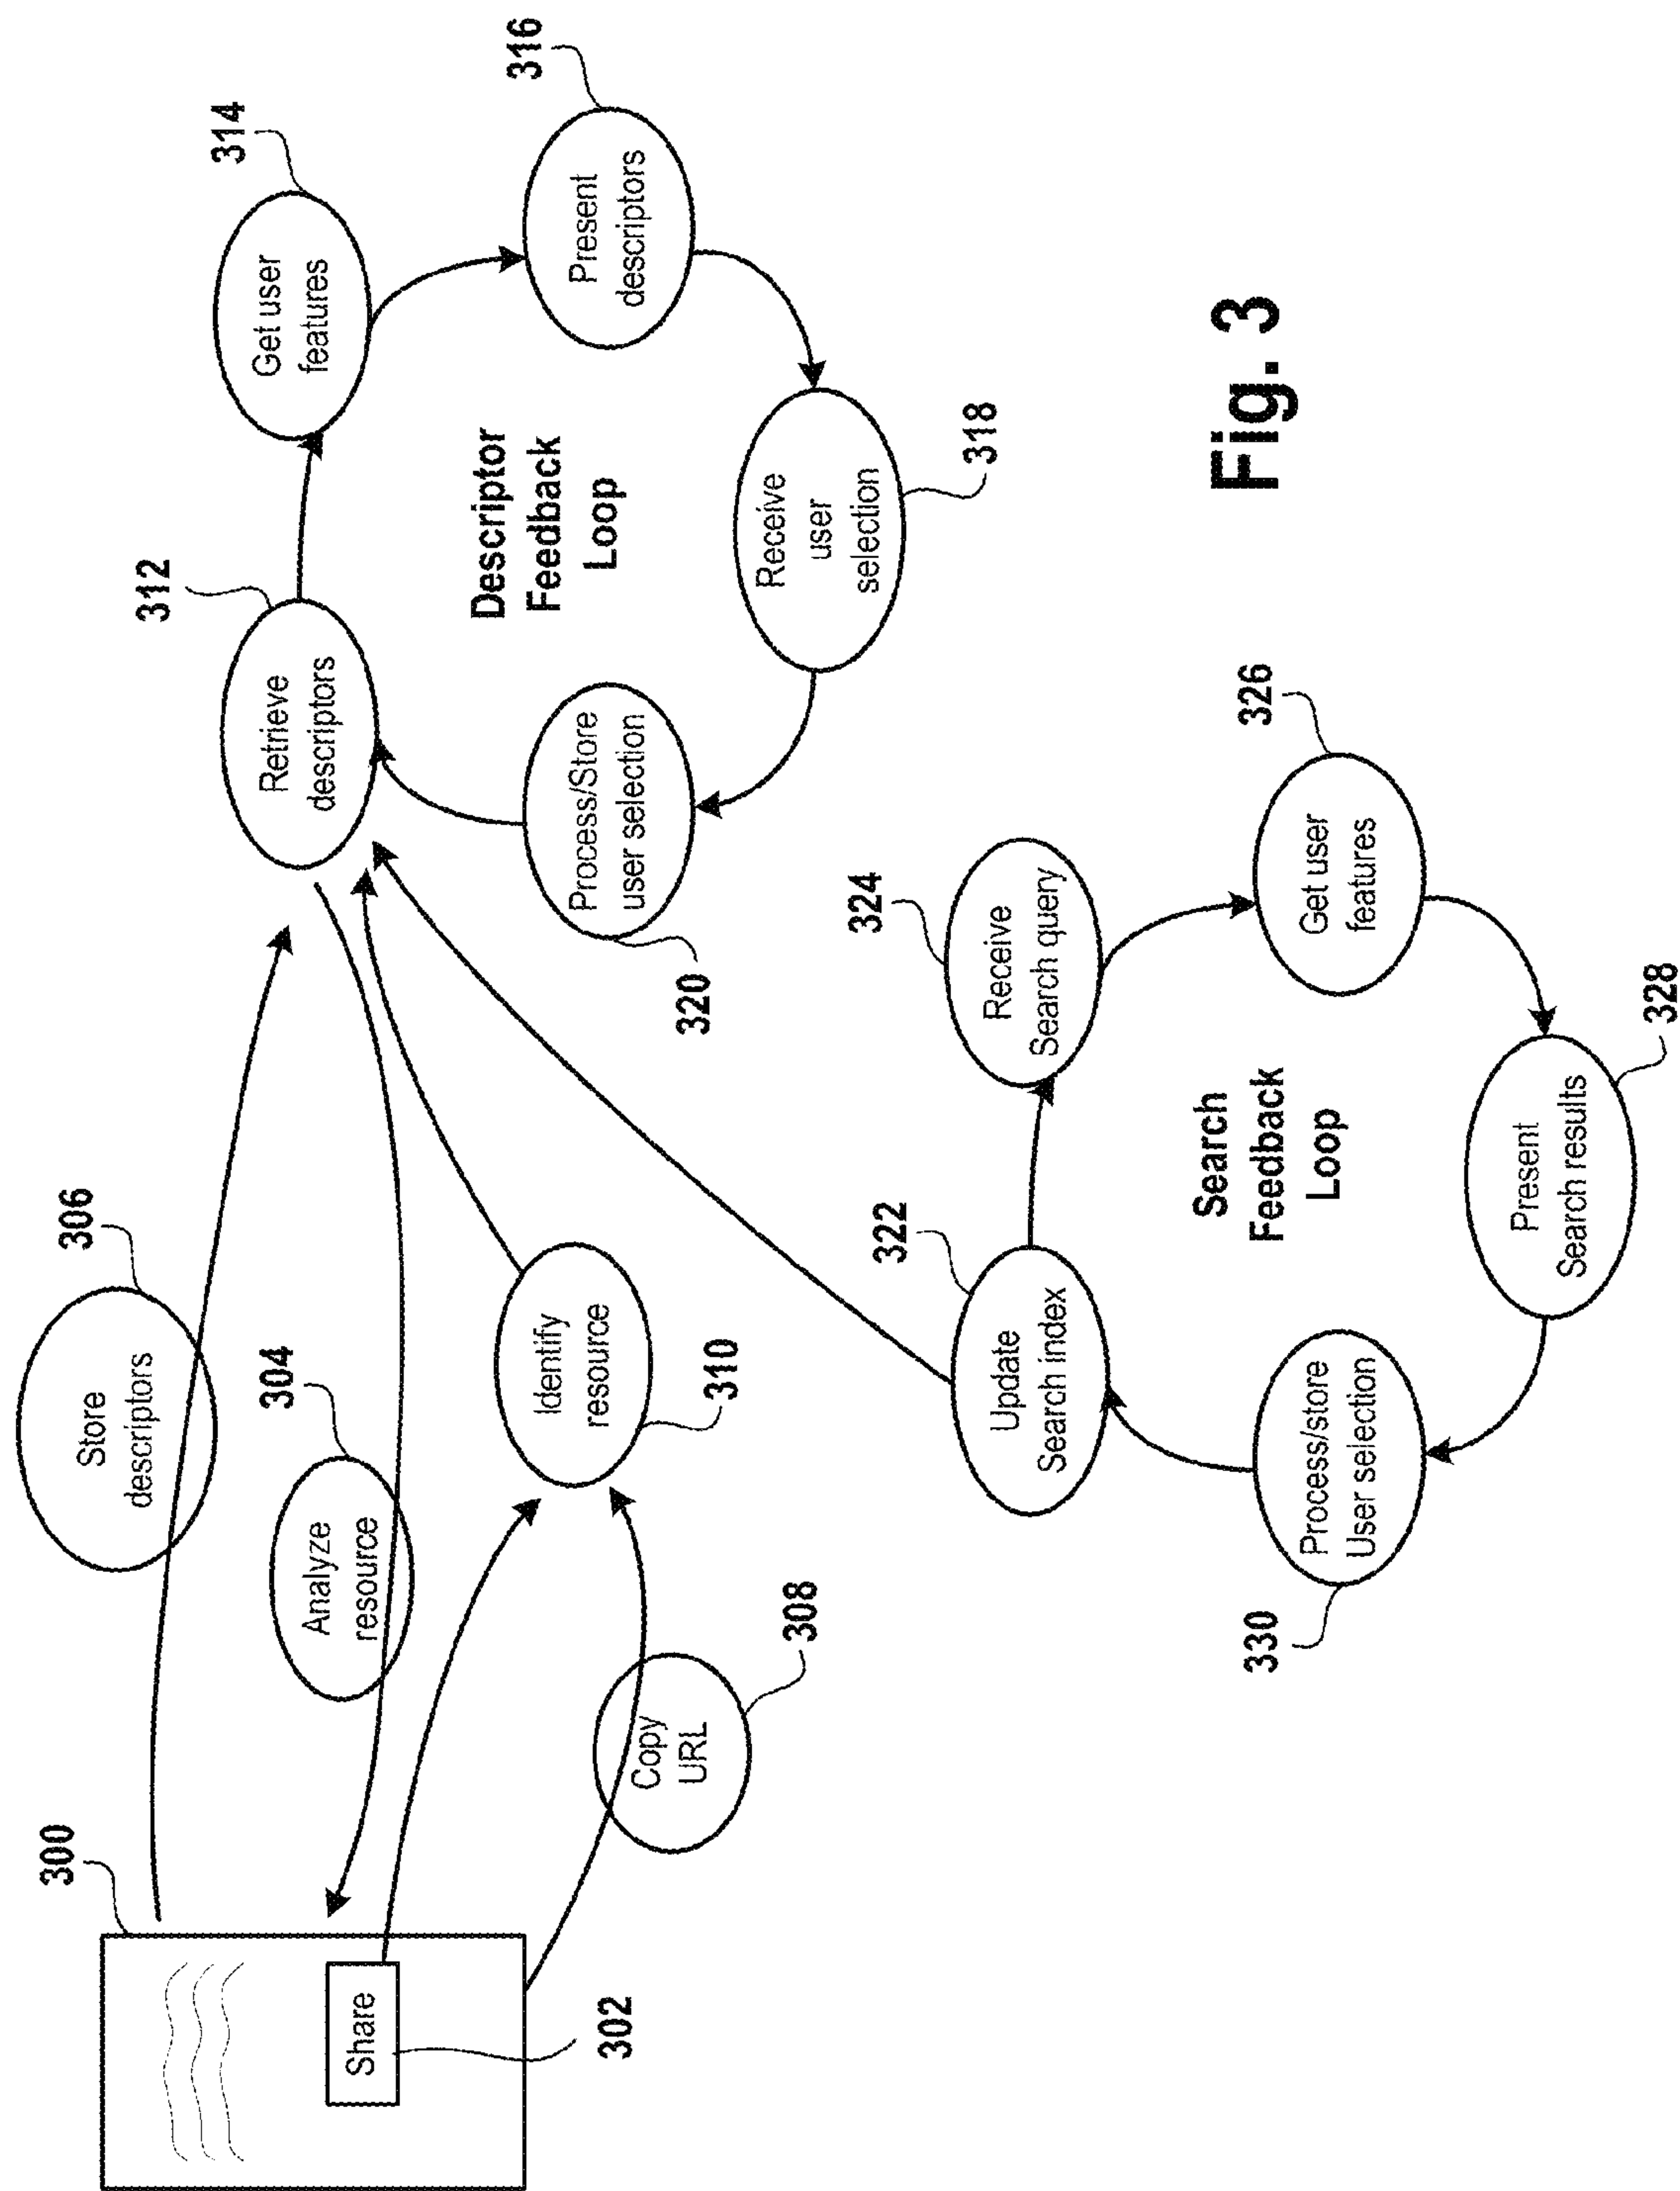 300
Share
302
306
Store
descriptors
304
Analyze
resource
Copy
URL
308
Identify
resource
310
312
Retrieve
descriptors
314
Get user
features
316
Present
descriptors
Receive
user
selection
318
Process/Store
user selection
320
Descriptor
Feedback
Loop
322
Update
Search index
324
Receive
Search query
326
Get user
features
Present
Search results
328
Process/store
User selection
330
Search
Feedback
Loop
Fig. 3